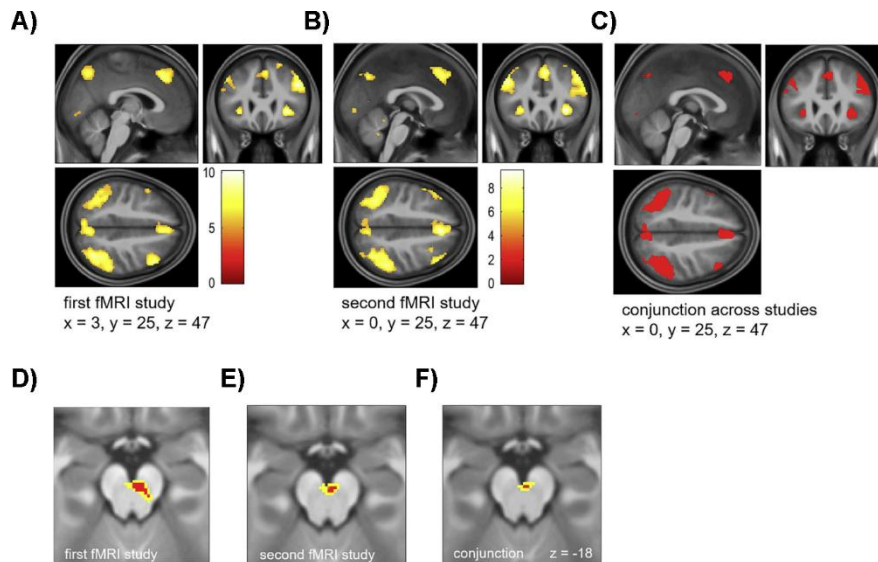 A)
B)
C)
10
5
0
8
6
4
2
0
first fMRI study
x = 3, y = 25, z = 47
second fMRI study
x = 0, y = 25, z = 47
conjunction across studies
x = 0, y = 25, z = 47
D)
E)
F)
first fMRI study
second fMRI study
conjunction z = -18